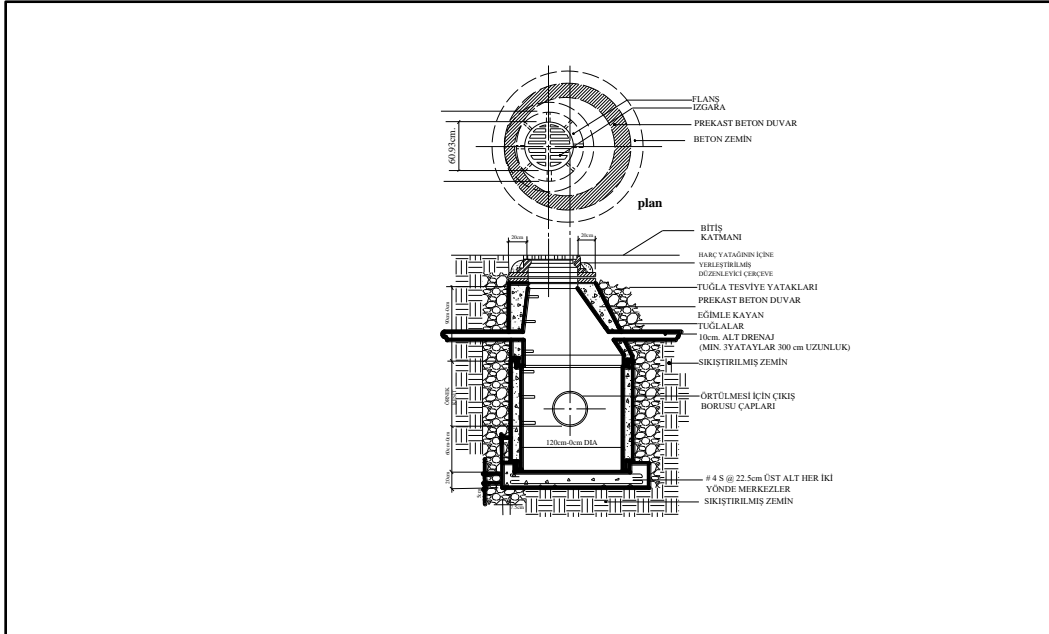 FLANŞ
IZGARA
PREKAST BETON DUVAR
BETON ZEMİN
60.93cm.
plan
BİTİŞ
KATMANI
20cm
20cm
HARÇ YATAĞININ İÇİNE
YERLEŞTİRİLMİŞ
DÜZENLEYİCİ ÇERÇEVE
TUĞLA TESVİYE YATAKLARI
PREKAST BETON DUVAR
EĞİMLE KAYAN
TUĞLALAR
10cm. ALT DRENAJ
(MIN. 3YATAYLAR 300 cm UZUNLUK)
SIKIŞTIRILMIŞ ZEMİN
ÖRTÜLMESİ İÇİN ÇIKIŞ
BORUSU ÇAPLARI
120cm-0cm DIA
20cm
# 4 S @ 22.5cm ÜST ALT HER İKİ
YÖNDE MERKEZLER
SIKIŞTIRILMIŞ ZEMİN